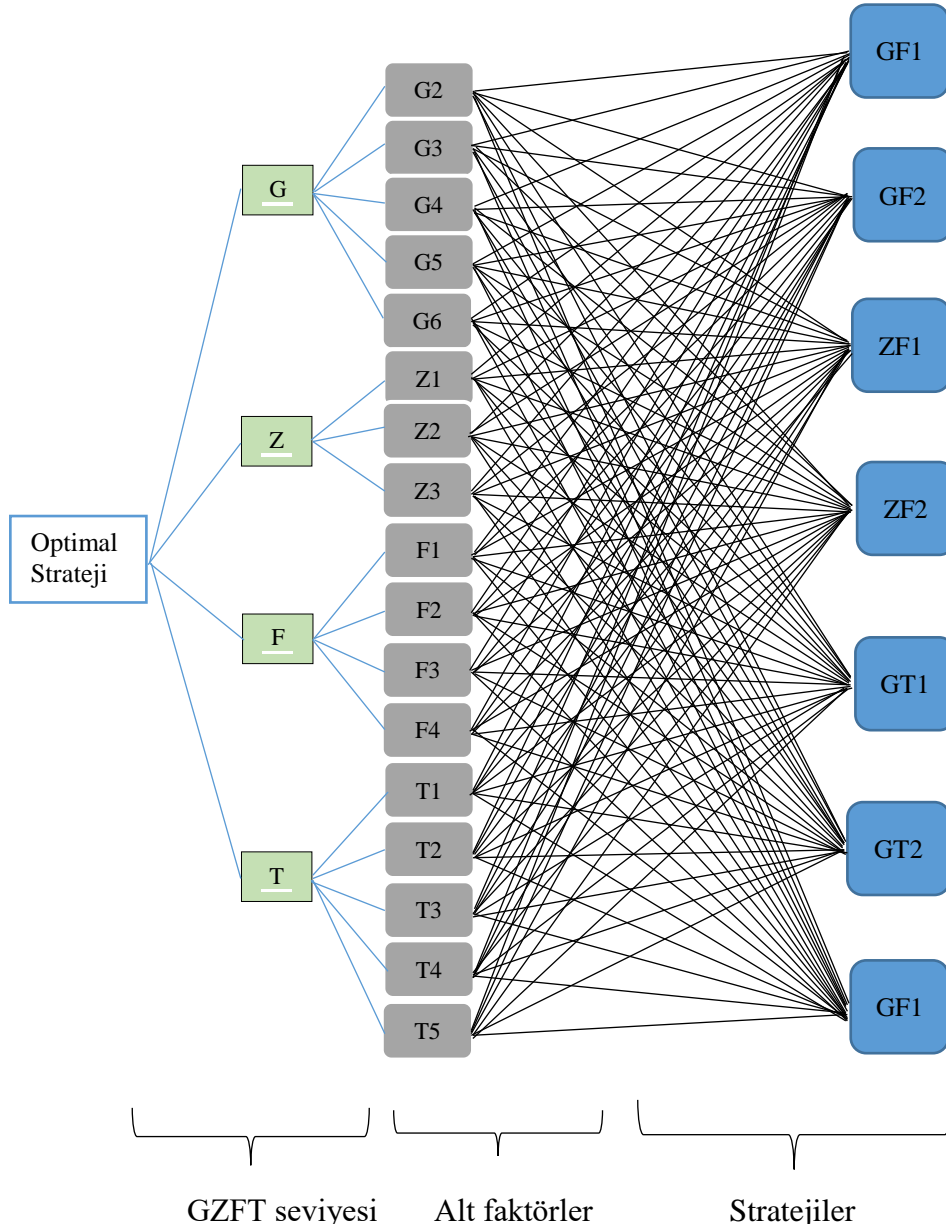 Optimal
Strateji
G
Z
F
T
G2
G3
G4
G5
G6
Z1
Z2
Z3
F1
F2
F3
F4
T1
T2
T3
T4
T5
GF1
GF2
ZF1
ZF2
GT1
GT2
GF1
GZFT seviyesi
Alt faktörler
Stratejiler